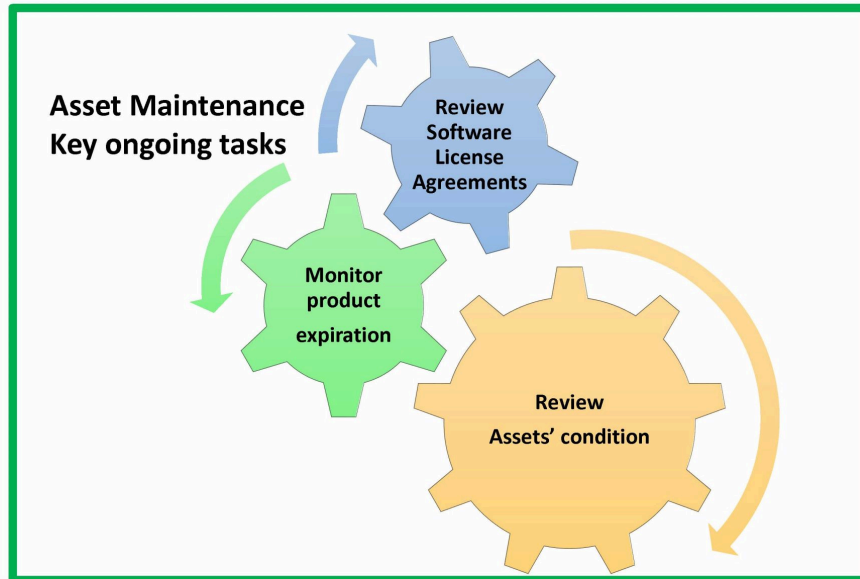 Asset Maintenance
Key ongoing tasks
Review
Software
License
Agreements
Monitor
product
expiration
Review
Assets’ condition